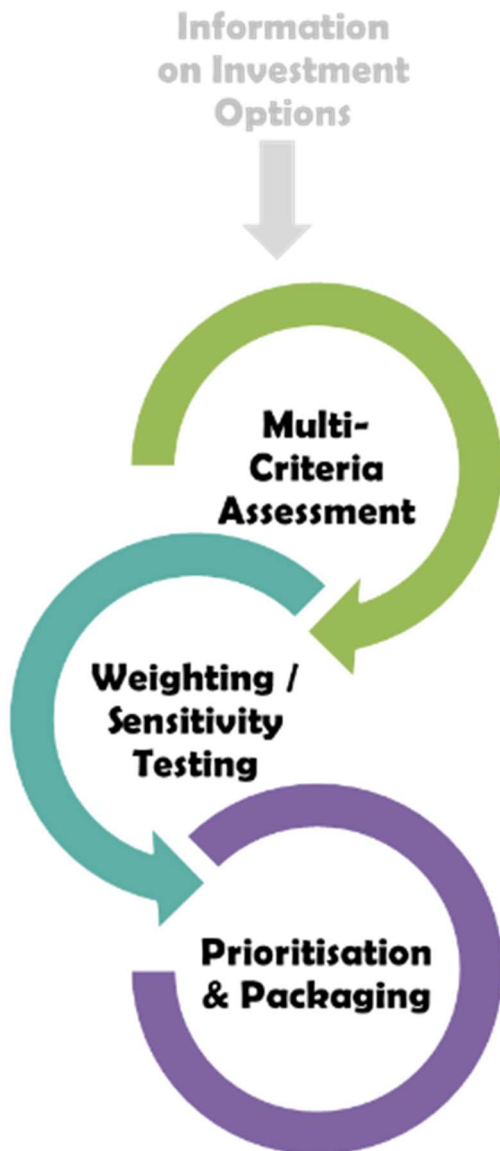 Information
on Investment
Options
Multi-
Criteria
Assessment
Weighting /
Sensitivity
Testing
Prioritisation
& Packaging